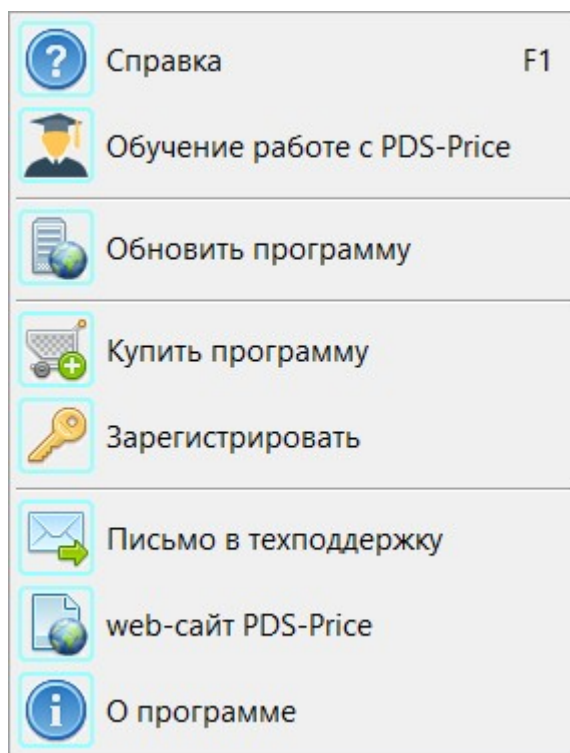 Справка F1
Обучение работе с PDS-Price
Обновить программу
Купить программу
Зарегистрировать
Письмо в техподдержку
web-сайт PDS-Price
О программе